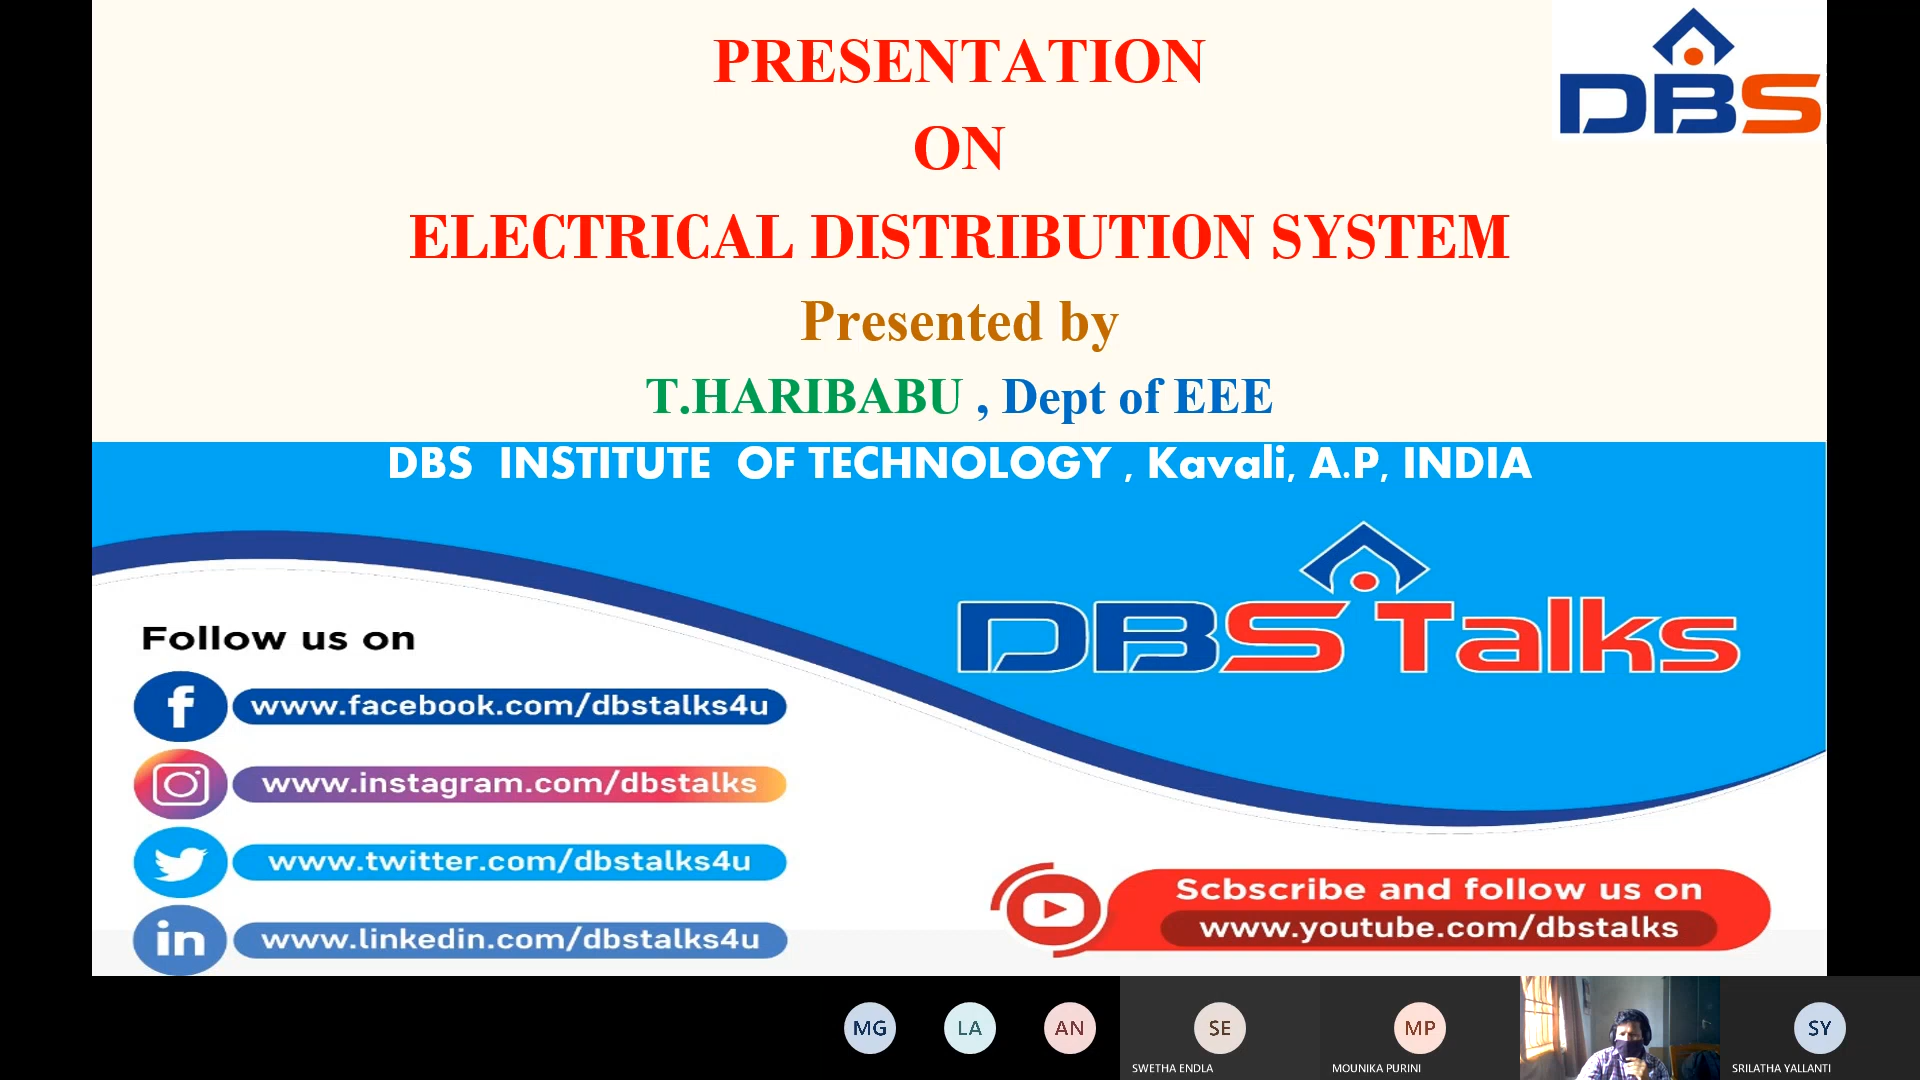 PRESENTATION
DBS
ON
ELECTRICAL DISTRIBUTION SYSTEM
Presented by
T.HARIBABU , Dept of EEE
DBS INSTITUTE OF TECHNOLOGY , Kavali, A.P, INDIA
DBS Talks
Follow us on
f www.facebook.com/dbstalks4u
www.instagram.com/dbstalks
www.twitter.com/dbstalks4u
in www.linkedin.com/dbstalks4u
Scbscribe and follow us on
www.youtube.com/dbstalks
MG LA AN SE MP SY
SWETHA ENDLA MOUNIKA PURINI SRILATHA YALLANTI